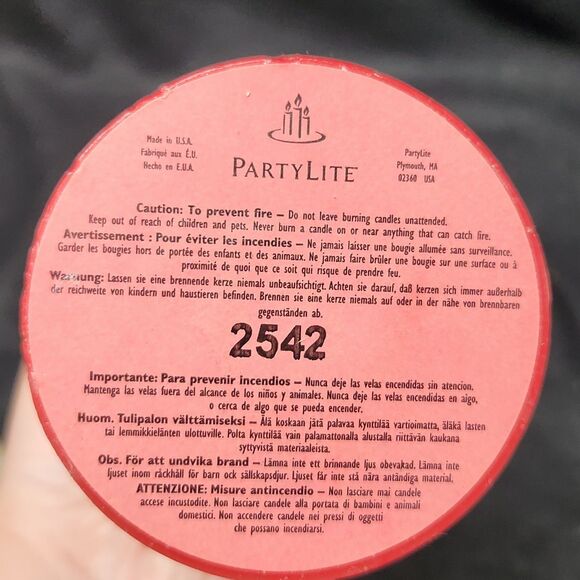 Made in U.S.A.
Fabriqué aux É.U.
Hecho en E.U.A.
PARTYLITE
PartyLite
Plymouth, MA
02360 USA
Caution: To prevent fire – Do not leave burning candles unattended.
Keep out of reach of children and pets. Never burn a candle on or near anything that can catch fire.
Avertissement : Pour éviter les incendies – Ne jamais laisser une bougie allumée sans surveillance.
Garder les bougies hors de portée des enfants et des animaux. Ne jamais faire brûler une bougie sur une surface ou à
proximité de quoi que ce soit qui risque de prendre feu.
Warnung: Lassen sie eine brennende kerze niemals unbeaufsichtigt. Achten sie darauf, daß kerzen sich immer außerhalb
der reichweite von kindern und haustieren befinden. Brennen sie eine kerze niemals auf oder in der nähe von brennbaren
gegenständen ab.
2542
Importante: Para prevenir incendios – Nunca deje las velas encendidas sin atencion.
Mantenga las velas fuera del alcance de los niños y animales. Nunca deje las velas encendidas en aigo,
o cerca de algo que se pueda encender.
Huom. Tulipalon välttämiseksi – Älä koskaan jätä palavaa kynttilää vartioimatta, äläkä lasten
tai lemmikkielänten ulottuville. Polta kynttilää vain palamattomalla alustalla riittävän kaukana
syttyvistä materiaaleista.
Obs. För att undvika brand – Lämna inte ett brinnande ljus obevakad. Lämna inte
ljuset inom räckhåll för barn ock sällskapsdjur. Ljuset får inte stå nära antändiga material.
ATTENZIONE: Misure antincendio – Non lasciare mai candele
accese incustodite. Non lasciare candele alla portata di bambini e animali
domestici. Non accendere candele nei pressi di oggetti
che possano incendiarsi.